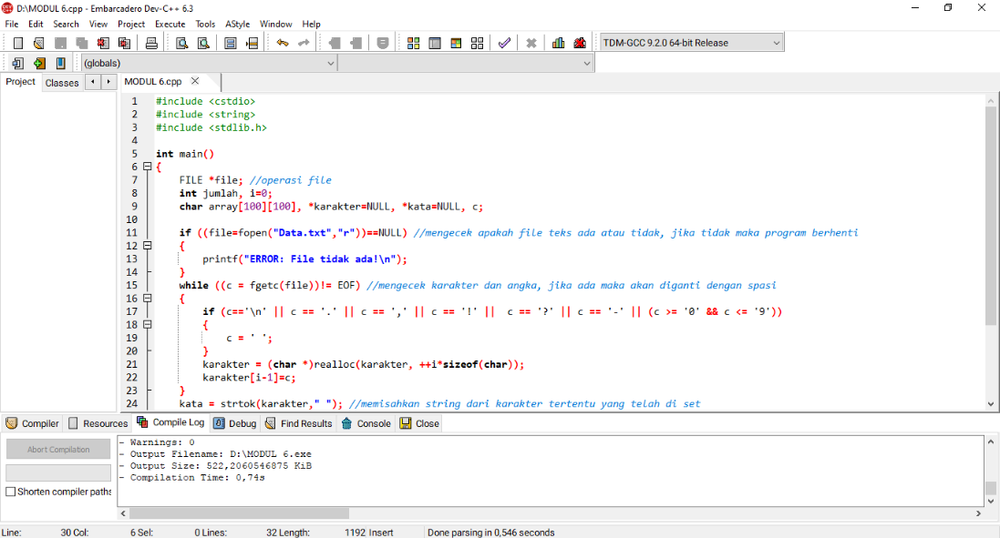 D:\MODUL 6.cpp - Embarcadero Dev-C++ 6.3
File Edit Search View Project Execute Tools AStyle Window Help
TDM-GCC 9.2.0 64-bit Release
(globals)
Project Classes MODUL 6.cpp
1 #include <cstdio>
2 #include <string>
3 #include <stdlib.h>
4
5 int main()
6 {
7 FILE *file; //operasi file
8 int jumlah, i=0;
9 char array[100][100], *karakter=NULL, *kata=NULL, c;
10
11 if ((file=fopen("Data.txt","r"))==NULL) //mengecek apakah file teks ada atau tidak, jika tidak maka program berhenti
12 {
13 printf("ERROR: File tidak ada!\n");
14 }
15 while ((c = fgetc(file))!= EOF) //mengecek karakter dan angka, jika ada maka akan diganti dengan spasi
16 {
17 if (c=='\n' || c == '.' || c == ',' || c == '!' || c == '?' || c == '-' || (c >= '0' && c <= '9'))
18 {
19 c = ' ';
20 }
21 karakter = (char *)realloc(karakter, ++i*sizeof(char));
22 karakter[i-1]=c;
23 }
24 kata = strtok(karakter," "); //memisahkan string dari karakter tertentu yang telah di set
Compiler Resources Compile Log Debug Find Results Console Close
Abort Compilation
Shorten compiler paths
- Warnings: 0
- Output Filename: D:\MODUL 6.exe
- Output Size: 522,2060546875 KiB
- Compilation Time: 0,74s
Line: 30 Col: 6 Sel: 0 Lines: 32 Length: 1192 Insert Done parsing in 0,546 seconds